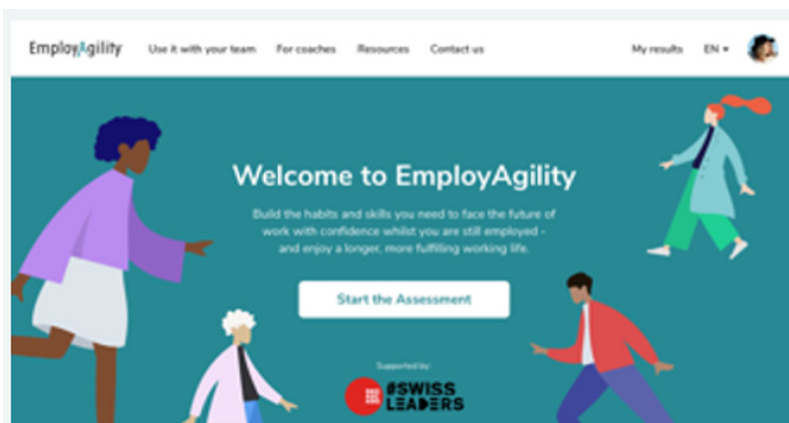 EmployAgility
Use it with your team
For coaches
Resources
Contact us
My results
EN
Welcome to EmployAgility
Build the habits and skills you need to face the future of
work with confidence whilst you are still employed -
and enjoy a longer, more fulfilling working life.
Start the Assessment
Supported by:
#SWISS
LEADERS